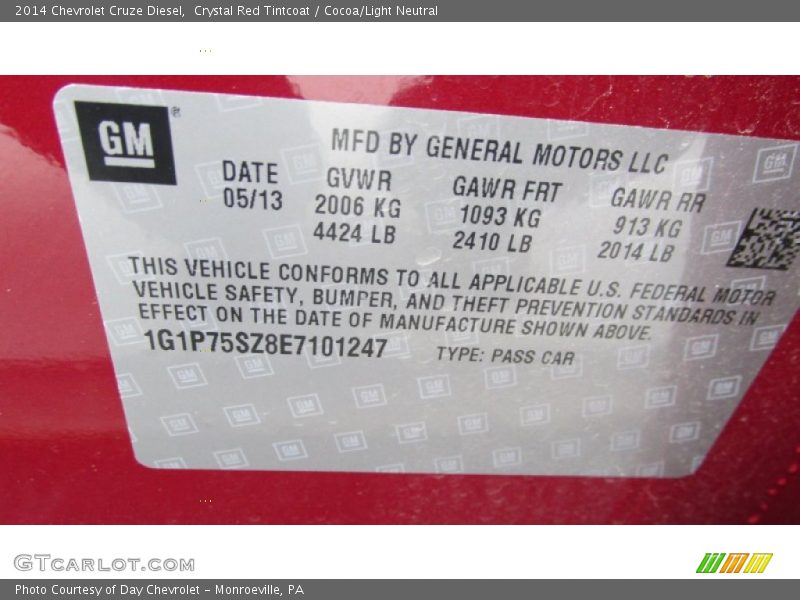 2014 Chevrolet Cruze Diesel,  Crystal Red Tintcoat / Cocoa/Light Neutral
GM ®
MFD BY GENERAL MOTORS LLC
DATE GVWR GAWR FRT GAWR RR
05/13 2006 KG 1093 KG 913 KG
4424 LB 2410 LB 2014 LB
THIS VEHICLE CONFORMS TO ALL APPLICABLE U.S. FEDERAL MOTOR
VEHICLE SAFETY, BUMPER, AND THEFT PREVENTION STANDARDS IN
EFFECT ON THE DATE OF MANUFACTURE SHOWN ABOVE.
1G1P75SZ8E7101247 TYPE: PASS CAR
GTCARLOT.COM
Photo Courtesy of Day Chevrolet - Monroeville, PA